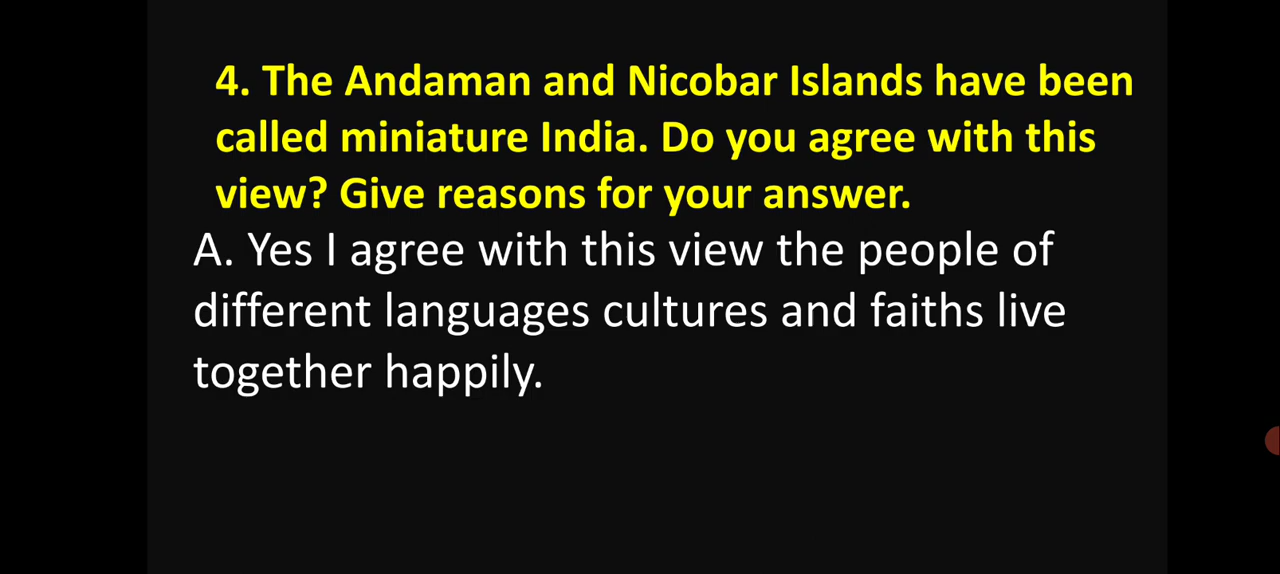 4. The Andaman and Nicobar Islands have been
called miniature India. Do you agree with this
view? Give reasons for your answer.
A. Yes I agree with this view the people of
different languages cultures and faiths live
together happily.